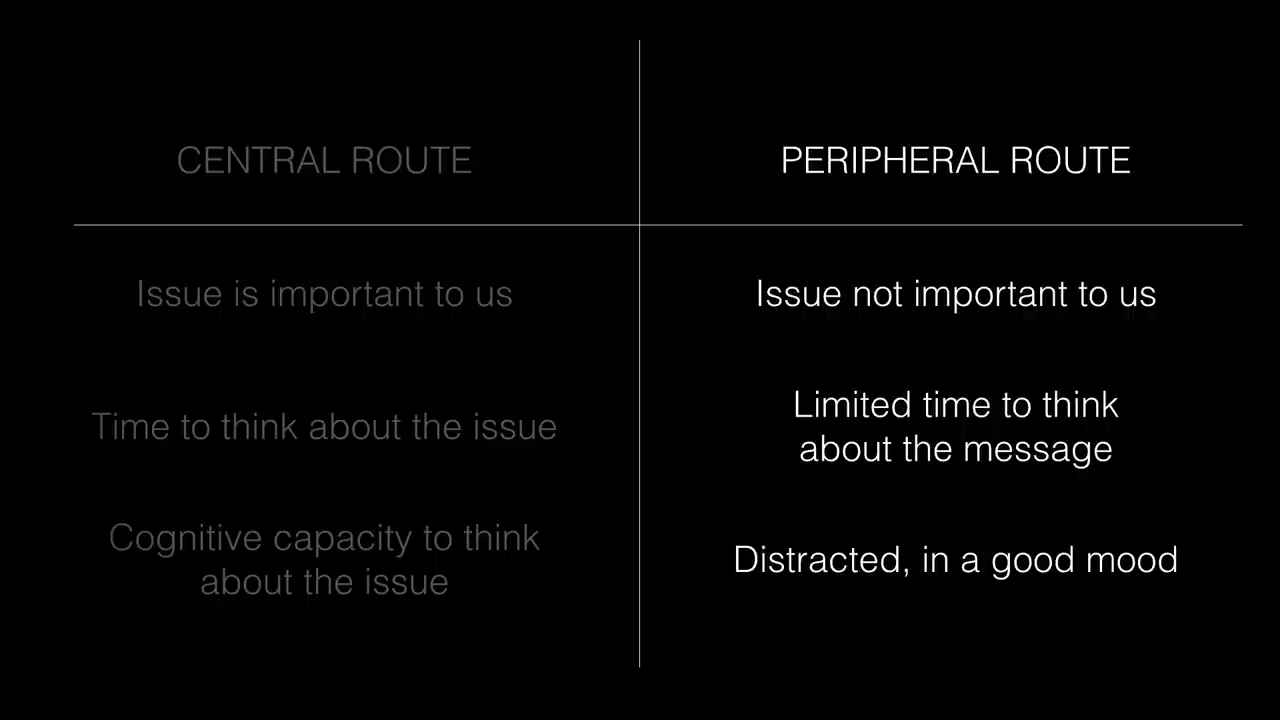 CENTRAL ROUTE
PERIPHERAL ROUTE
Issue is important to us
Issue not important to us
Time to think about the issue
Limited time to think
about the message
Cognitive capacity to think
about the issue
Distracted, in a good mood